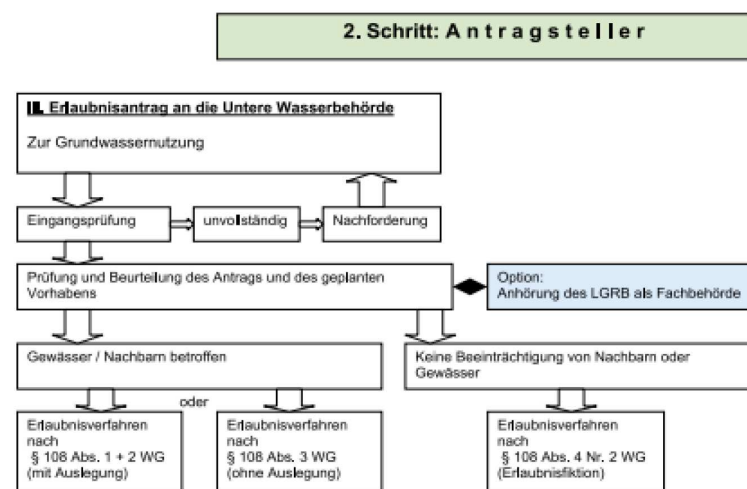 2. Schritt: A n t r a g s t e l l e r
III. Erlaubnisantrag an die Untere Wasserbehörde
Zur Grundwassernutzung
Eingangsprüfung
unvollständig
Nachforderung
Prüfung und Beurteilung des Antrags und des geplanten
Vorhabens
Option:
Anhörung des LGRB als Fachbehörde
Gewässer / Nachbarn betroffen
Keine Beeinträchtigung von Nachbarn oder
Gewässer
oder
Erlaubnisverfahren
nach
§ 108 Abs. 1 + 2 WG
(mit Auslegung)
Erlaubnisverfahren
nach
§ 108 Abs. 3 WG
(ohne Auslegung)
Erlaubnisverfahren
nach
§ 108 Abs. 4 Nr. 2 WG
(Erlaubnisfiktion)